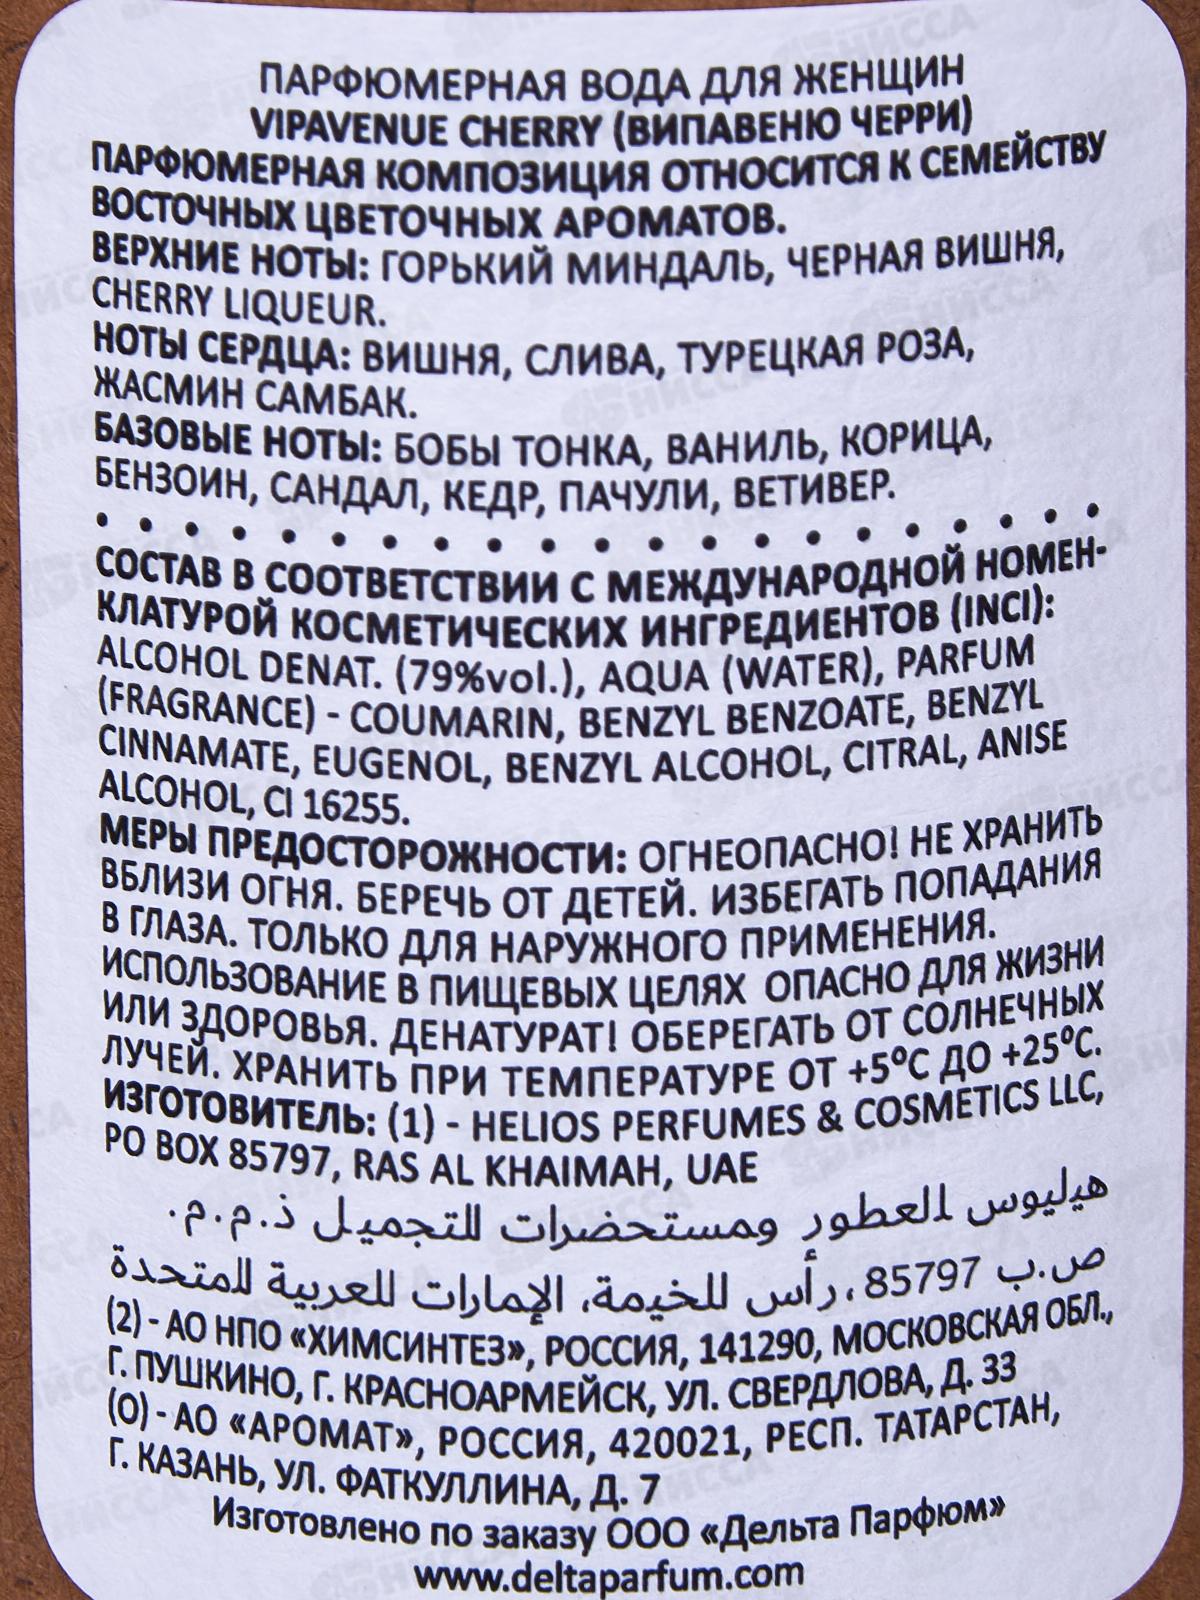 ПАРФЮМЕРНАЯ ВОДА ДЛЯ ЖЕНЩИН
VIPAVENUE CHERRY (ВИПАВЕНЮ ЧЕРРИ)
ПАРФЮМЕРНАЯ КОМПОЗИЦИЯ ОТНОСИТСЯ К СЕМЕЙСТВУ
ВОСТОЧНЫХ ЦВЕТОЧНЫХ АРОМАТОВ.
ВЕРХНИЕ НОТЫ: ГОРЬКИЙ МИНДАЛЬ, ЧЕРНАЯ ВИШНЯ,
CHERRY LIQUEUR.
НОТЫ СЕРДЦА: ВИШНЯ, СЛИВА, ТУРЕЦКАЯ РОЗА,
ЖАСМИН САМБАК.
БАЗОВЫЕ НОТЫ: БОБЫ ТОНКА, ВАНИЛЬ, КОРИЦА,
БЕНЗОИН, САНДАЛ, КЕДР, ПАЧУЛИ, ВЕТИВЕР.
СОСТАВ В СООТВЕТСТВИИ С МЕЖДУНАРОДНОЙ НОМЕН-
КЛАТУРОЙ КОСМЕТИЧЕСКИХ ИНГРЕДИЕНТОВ (INCI):
ALCOHOL DENAT. (79%vol.), AQUA (WATER), PARFUM
(FRAGRANCE) - COUMARIN, BENZYL BENZOATE, BENZYL
CINNAMATE, EUGENOL, BENZYL ALCOHOL, CITRAL, ANISE
ALCOHOL, CI 16255.
МЕРЫ ПРЕДОСТОРОЖНОСТИ: ОГНЕОПАСНО! НЕ ХРАНИТЬ
ВБЛИЗИ ОГНЯ. БЕРЕЧЬ ОТ ДЕТЕЙ. ИЗБЕГАТЬ ПОПАДАНИЯ
В ГЛАЗА. ТОЛЬКО ДЛЯ НАРУЖНОГО ПРИМЕНЕНИЯ.
ИСПОЛЬЗОВАНИЕ В ПИЩЕВЫХ ЦЕЛЯХ ОПАСНО ДЛЯ ЖИЗНИ
ИЛИ ЗДОРОВЬЯ. ДЕНАТУРАТ! ОБЕРЕГАТЬ ОТ СОЛНЕЧНЫХ
ЛУЧЕЙ. ХРАНИТЬ ПРИ ТЕМПЕРАТУРЕ ОТ +5°С ДО +25°С.
ИЗГОТОВИТЕЛЬ: (1) - HELIOS PERFUMES & COSMETICS LLC,
PO BOX 85797, RAS AL KHAIMAH, UAE
هيليوس العطور ومستحضرات للتجميل ذ.م.م.
ص.ب 85797، رأس للخيمة، الإمارات للعربية للمتحدة
(2) - АО НПО «ХИМСИНТЕЗ», РОССИЯ, 141290, МОСКОВСКАЯ ОБЛ.,
Г. ПУШКИНО, Г. КРАСНОАРМЕЙСК, УЛ. СВЕРДЛОВА, Д. 33
(0) - АО «АРОМАТ», РОССИЯ, 420021, РЕСП. ТАТАРСТАН,
Г. КАЗАНЬ, УЛ. ФАТКУЛЛИНА, Д. 7
Изготовлено по заказу ООО «Дельта Парфюм»
www.deltaparfum.com